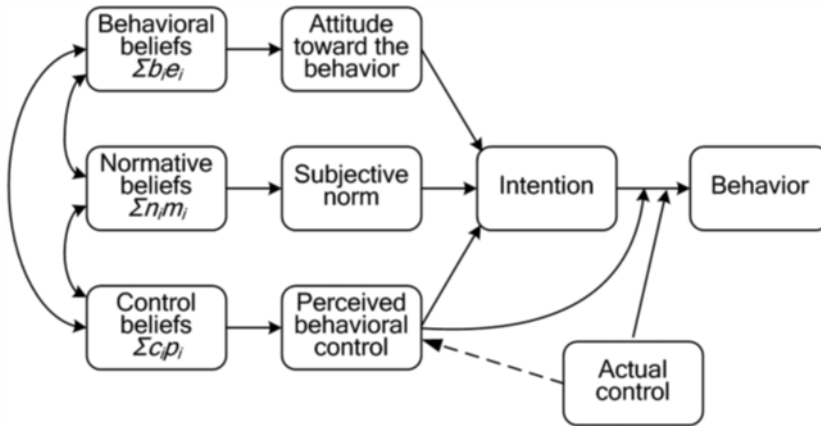 Behavioral
beliefs
Σbᵢeᵢ
Attitude
toward the
behavior
Normative
beliefs
Σnᵢmᵢ
Subjective
norm
Intention
Behavior
Control
beliefs
Σcᵢpᵢ
Perceived
behavioral
control
Actual
control